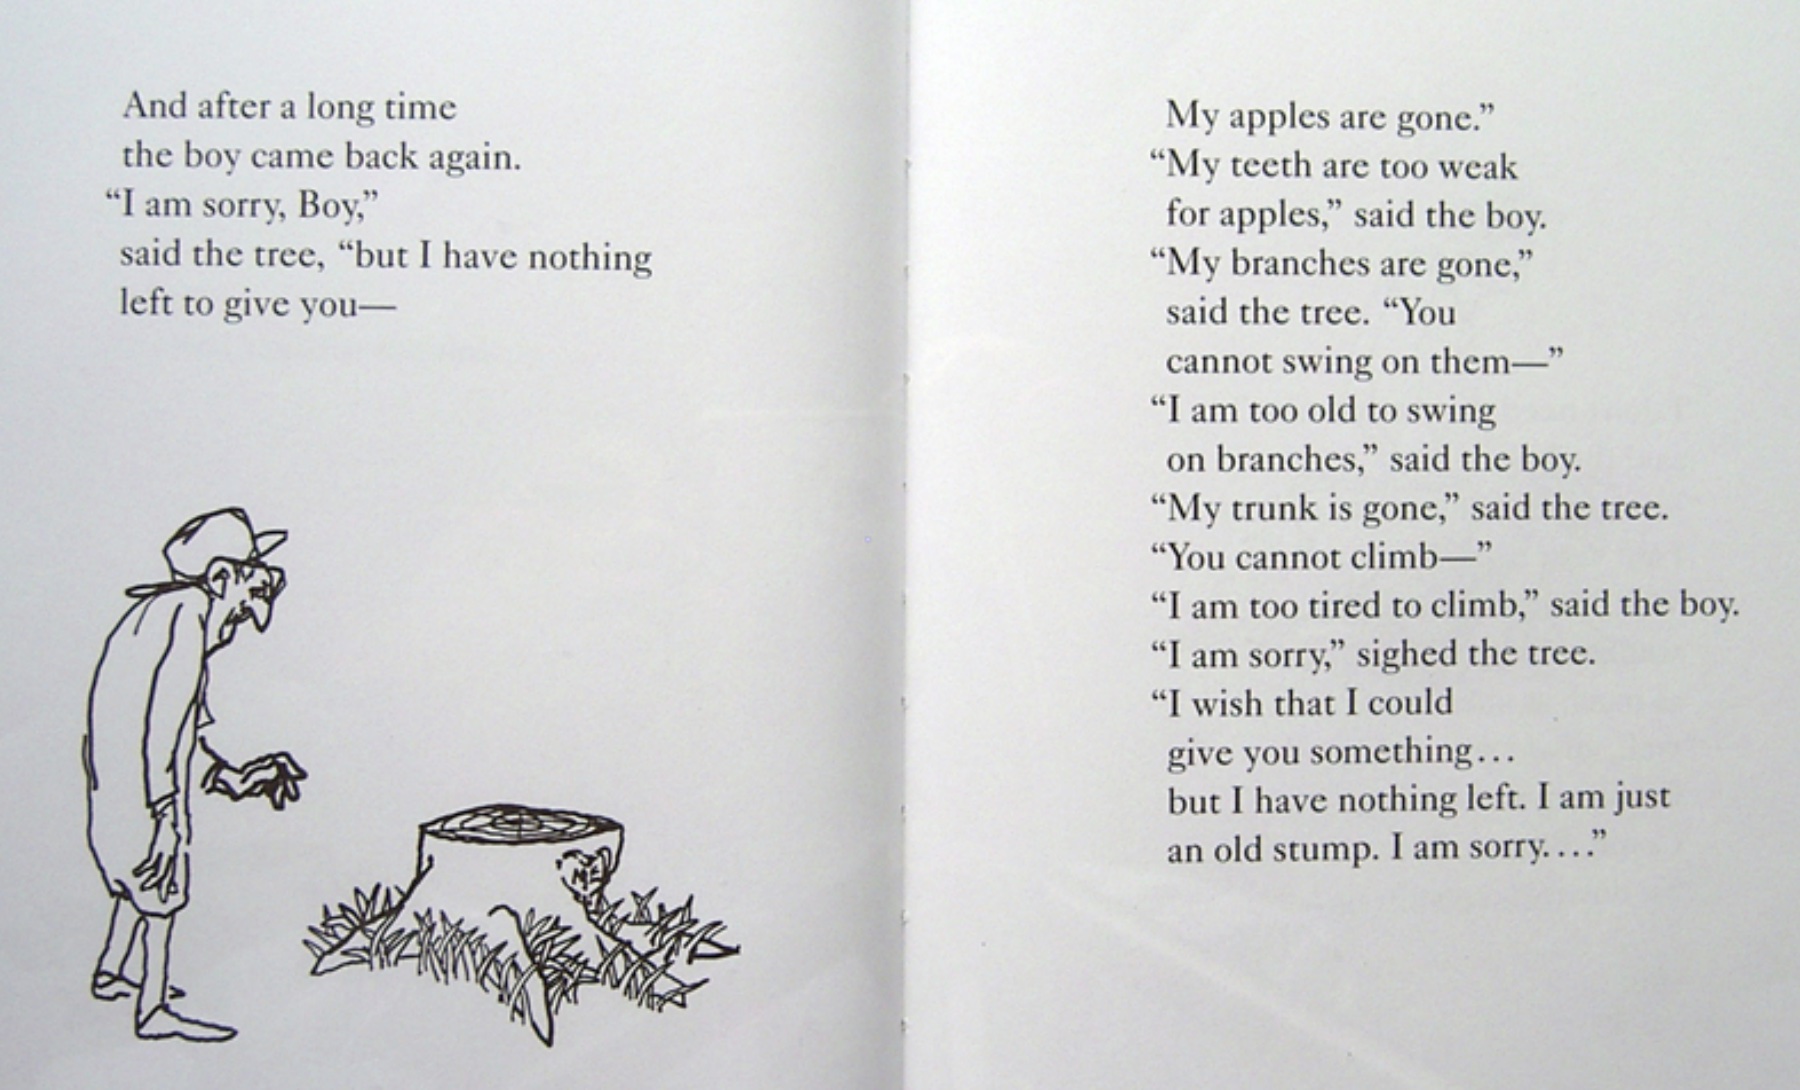 And after a long time
the boy came back again.
“I am sorry, Boy,”
said the tree, “but I have nothing
left to give you—
ME
My apples are gone.”
“My teeth are too weak
for apples,” said the boy.
“My branches are gone,”
said the tree. “You
cannot swing on them—”
“I am too old to swing
on branches,” said the boy.
“My trunk is gone,” said the tree.
“You cannot climb—”
“I am too tired to climb,” said the boy.
“I am sorry,” sighed the tree.
“I wish that I could
give you something...
but I have nothing left. I am just
an old stump. I am sorry....”